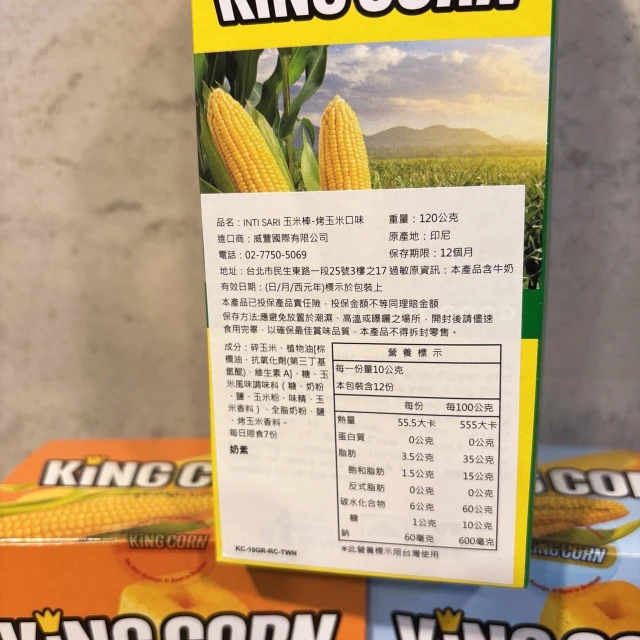 KiNG CORN
品名：INTI SARI 玉米棒-烤玉米口味
重量：120公克
進口商：威豐國際有限公司
原產地：印尼
電話：02-7750-5069
保存期限：12個月
地址：台北市民生東路一段25號3樓之17 過敏原資訊：本產品含牛奶
有效日期：(日/月/西元年)標示於包裝上
本產品已投保產品責任險，投保金額不等同理賠金額
保存方法:應避免放置於潮濕、高溫或曝曬之場所，開封後請儘速
食用完畢，以確保最佳賞味品質，本產品不得拆封零售。
成分：碎玉米、植物油[棕
櫚油、抗氧化劑(第三丁基
氫醌)、維生素 A]、糖、玉
米風味調味料（糖、奶粉
、鹽、玉米粉、味精、玉
米香料）、全脂奶粉、鹽
、烤玉米香料。
每日限食7份
奶素
營 養 標 示
每一份量10公克
本包裝含12份
每份 每100公克
熱量 55.5大卡 555大卡
蛋白質 0公克 0公克
脂肪 3.5公克 35公克
飽和脂肪 1.5公克 15公克
反式脂肪 0公克 0公克
碳水化合物 6公克 60公克
糖 1公克 10公克
鈉 60毫克 600毫克
KC-10GR-RC-TWN
＊此營養標示限台灣使用
KiNG C
G CORN
KiNG CORN
KiNG CORN
KiNG CORN
KiNG CORN